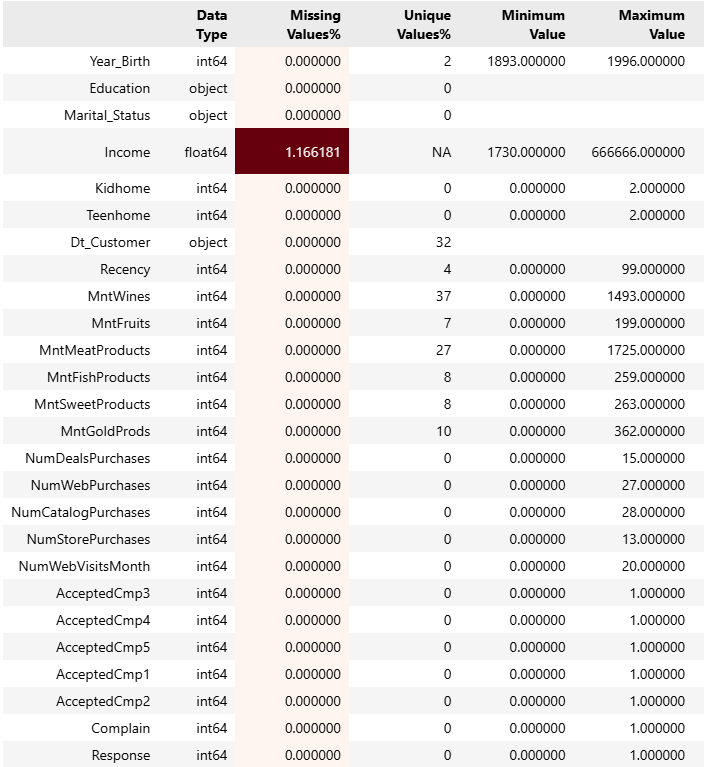 Data Missing Unique Minimum Maximum
Type Values% Values% Value Value
Year_Birth int64 0.000000 2 1893.000000 1996.000000
Education object 0.000000 0
Marital_Status object 0.000000 0
Income float64 1.166181 NA 1730.000000 666666.000000
Kidhome int64 0.000000 0 0.000000 2.000000
Teenhome int64 0.000000 0 0.000000 2.000000
Dt_Customer object 0.000000 32
Recency int64 0.000000 4 0.000000 99.000000
MntWines int64 0.000000 37 0.000000 1493.000000
MntFruits int64 0.000000 7 0.000000 199.000000
MntMeatProducts int64 0.000000 27 0.000000 1725.000000
MntFishProducts int64 0.000000 8 0.000000 259.000000
MntSweetProducts int64 0.000000 8 0.000000 263.000000
MntGoldProds int64 0.000000 10 0.000000 362.000000
NumDealsPurchases int64 0.000000 0 0.000000 15.000000
NumWebPurchases int64 0.000000 0 0.000000 27.000000
NumCatalogPurchases int64 0.000000 0 0.000000 28.000000
NumStorePurchases int64 0.000000 0 0.000000 13.000000
NumWebVisitsMonth int64 0.000000 0 0.000000 20.000000
AcceptedCmp3 int64 0.000000 0 0.000000 1.000000
AcceptedCmp4 int64 0.000000 0 0.000000 1.000000
AcceptedCmp5 int64 0.000000 0 0.000000 1.000000
AcceptedCmp1 int64 0.000000 0 0.000000 1.000000
AcceptedCmp2 int64 0.000000 0 0.000000 1.000000
Complain int64 0.000000 0 0.000000 1.000000
Response int64 0.000000 0 0.000000 1.000000